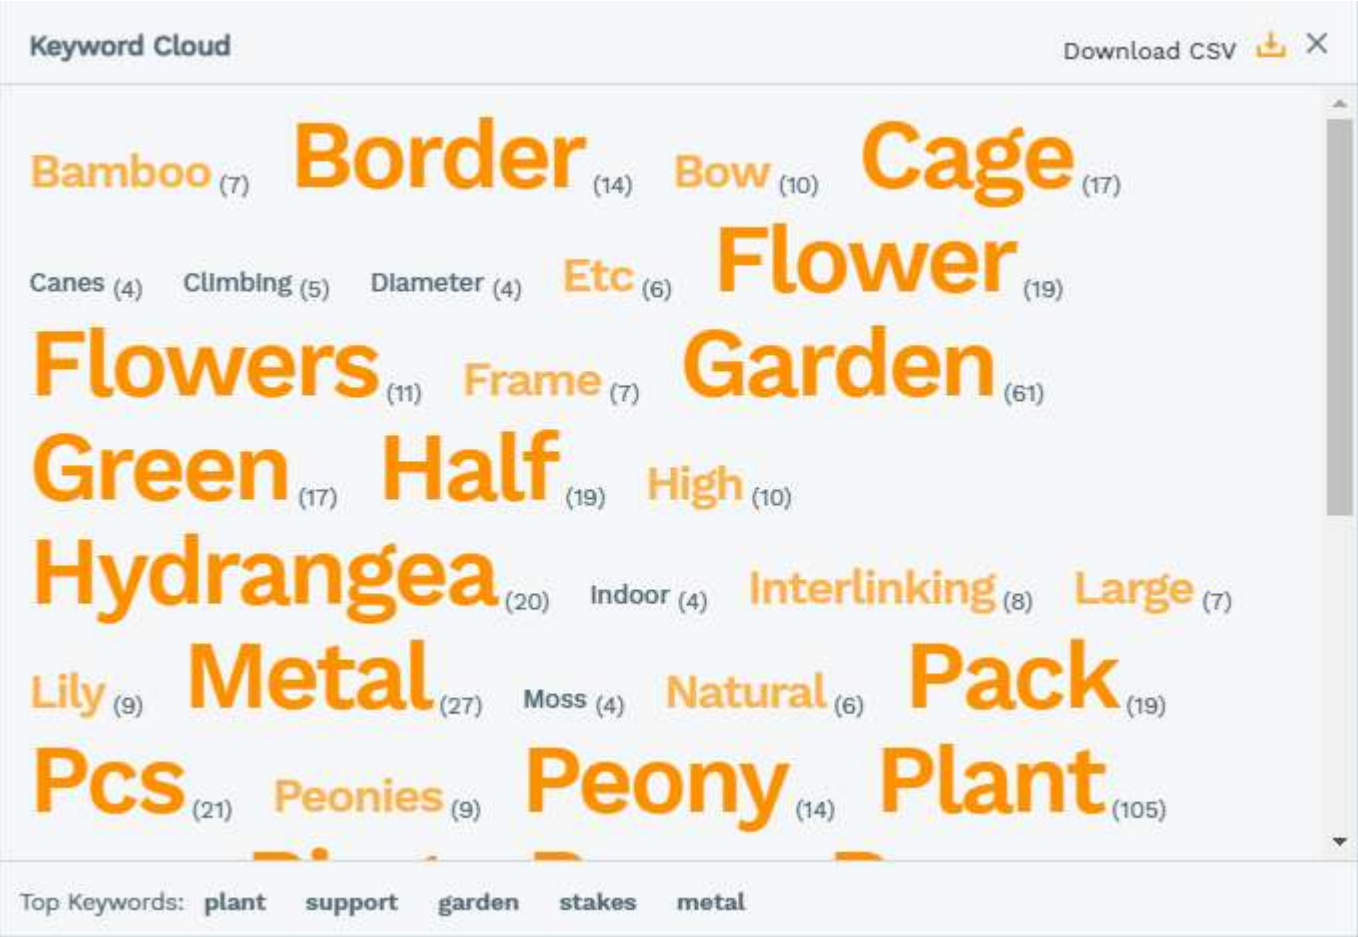 Keyword Cloud Download CSV
Bamboo (7) Border (14) Bow (10) Cage (17)
Canes (4) Climbing (5) Diameter (4) Etc (6) Flower (19)
Flowers (11) Frame (7) Garden (61)
Green (17) Half (19) High (10)
Hydrangea (20) Indoor (4) Interlinking (8) Large (7)
Lily (9) Metal (27) Moss (4) Natural (6) Pack (19)
Pcs (21) Peonies (9) Peony (14) Plant (105)
Top Keywords: plant support garden stakes metal